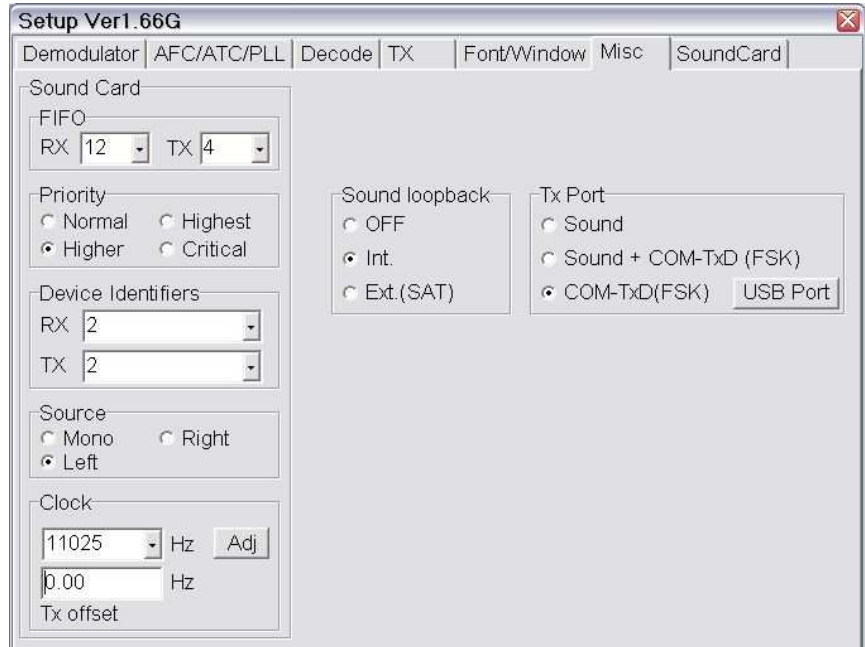 Setup Ver1.66G
Demodulator AFC/ATC/PLL Decode TX Font/Window Misc SoundCard
Sound Card
FIFO
RX 12 TX 4
Priority
Normal Highest
Higher Critical
Device Identifiers
RX 2
TX 2
Source
Mono Right
Left
Clock
11025 Hz Adj
0.00 Hz
Tx offset
Sound loopback
OFF
Int.
Ext.(SAT)
Tx Port
Sound
Sound + COM-TxD (FSK)
COM-TxD(FSK) USB Port